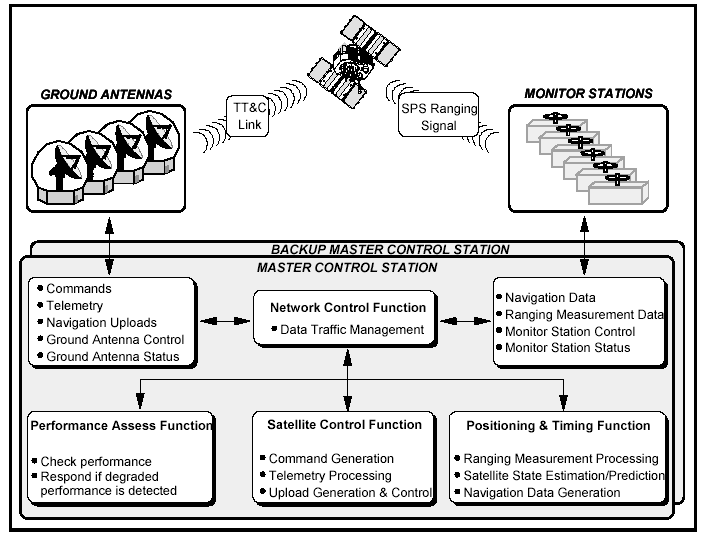 GROUND ANTENNAS
TT&C
Link
SPS Ranging
Signal
MONITOR STATIONS
BACKUP MASTER CONTROL STATION
MASTER CONTROL STATION
• Commands
• Telemetry
• Navigation Uploads
• Ground Antenna Control
• Ground Antenna Status
Network Control Function
• Data Traffic Management
• Navigation Data
• Ranging Measurement Data
• Monitor Station Control
• Monitor Station Status
Performance Assess Function
• Check performance
• Respond if degraded
performance is detected
Satellite Control Function
• Command Generation
• Telemetry Processing
• Upload Generation & Control
Positioning & Timing Function
• Ranging Measurement Processing
• Satellite State Estimation/Prediction
• Navigation Data Generation